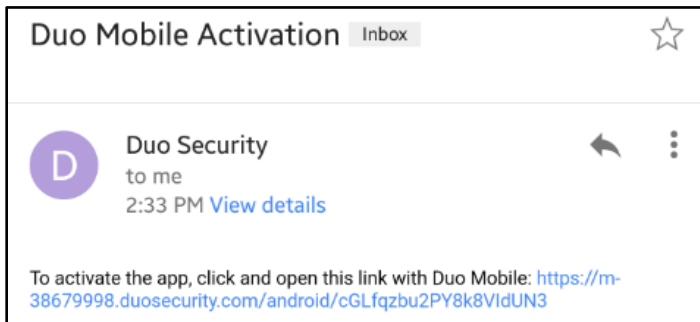 Duo Mobile Activation Inbox
D
Duo Security
to me
2:33 PM View details
To activate the app, click and open this link with Duo Mobile: https://m-
38679998.duosecurity.com/android/cGLfqzbu2PY8k8VIdUN3